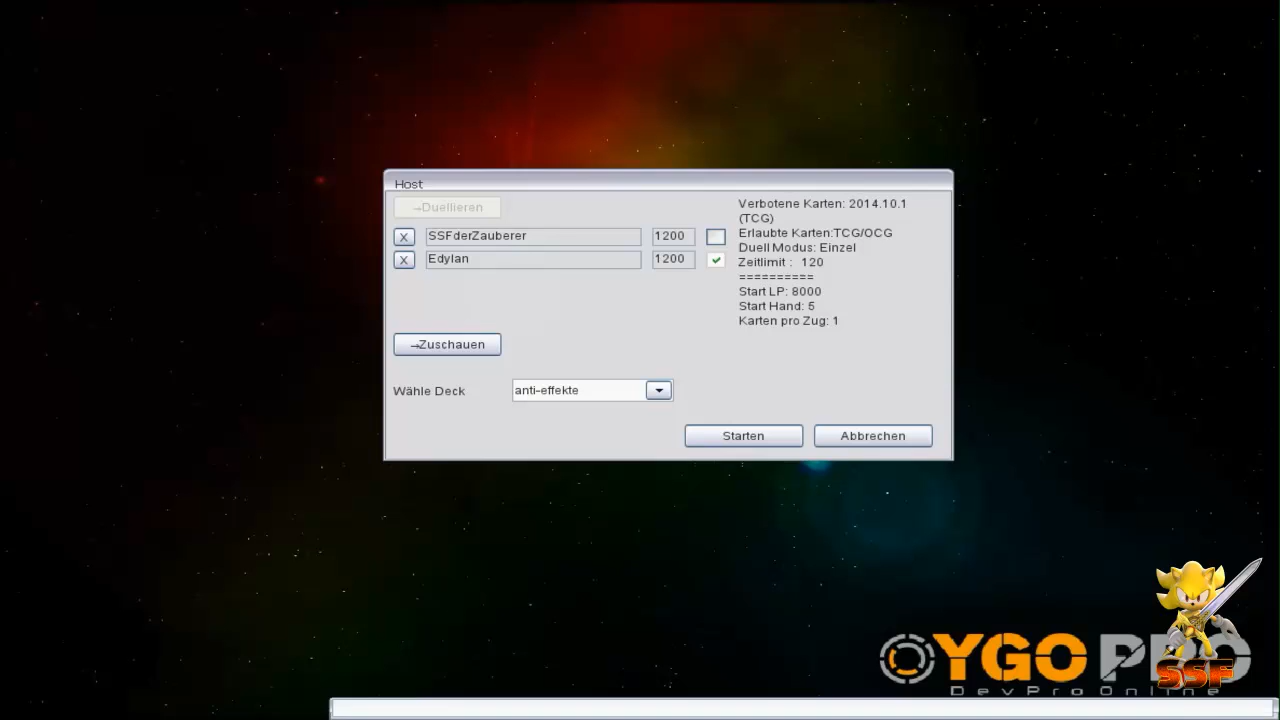 Host
→Duellieren
X SSFderZauberer 1200
X Edylan 1200
Verbotene Karten: 2014.10.1
(TCG)
Erlaubte Karten:TCG/OCG
Duell Modus: Einzel
Zeitlimit : 120
==========
Start LP: 8000
Start Hand: 5
Karten pro Zug: 1
→Zuschauen
Wähle Deck anti-effekte
Starten Abbrechen
YGO PRO
DevPro Online
SSF